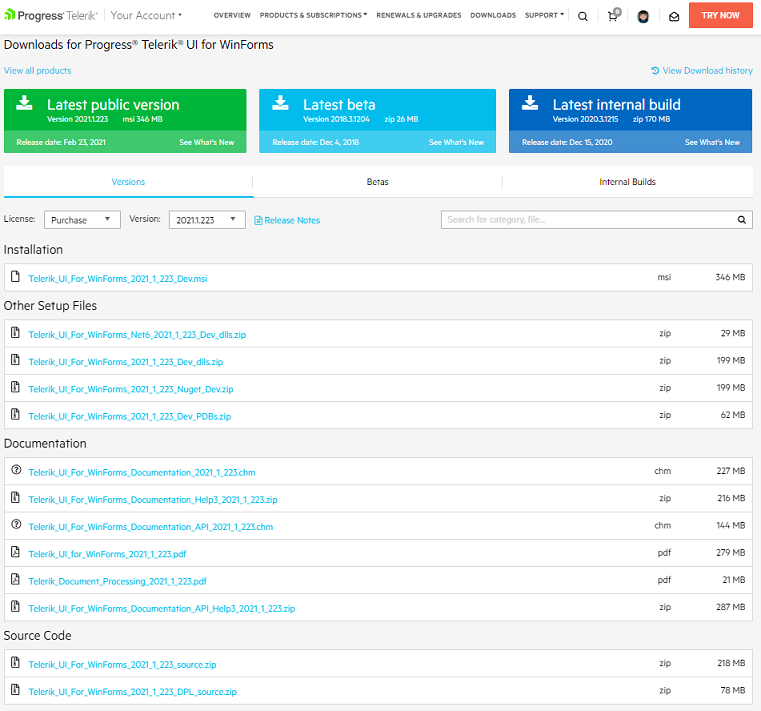 Progress® Telerik® Your Account OVERVIEW PRODUCTS & SUBSCRIPTIONS RENEWALS & UPGRADES DOWNLOADS SUPPORT 0 TRY NOW
Downloads for Progress® Telerik® UI for WinForms
View all products View Download history
Latest public version Latest beta Latest internal build
Version 2021.1.223 msi 346 MB Version 2018.3.1204 zip 26 MB Version 2020.3.1215 zip 170 MB
Release date: Feb 23, 2021 See What's New Release date: Dec 4, 2018 See What's New Release date: Dec 15, 2020 See What's New
Versions Betas Internal Builds
License: Purchase Version: 2021.1.223 Release Notes Search for category, file...
Installation
Telerik_UI_For_WinForms_2021_1_223_Dev.msi msi 346 MB
Other Setup Files
Telerik_UI_For_WinForms_Net6_2021_1_223_Dev_dlls.zip zip 29 MB
Telerik_UI_For_WinForms_2021_1_223_Dev_dlls.zip zip 199 MB
Telerik_UI_For_WinForms_2021_1_223_Nuget_Dev.zip zip 199 MB
Telerik_UI_For_WinForms_2021_1_223_Dev_PDBs.zip zip 62 MB
Documentation
Telerik_UI_For_WinForms_Documentation_2021_1_223.chm chm 227 MB
Telerik_UI_For_WinForms_Documentation_Help3_2021_1_223.zip zip 216 MB
Telerik_UI_For_WinForms_Documentation_API_2021_1_223.chm chm 144 MB
Telerik_UI_for_WinForms_2021_1_223.pdf pdf 279 MB
Telerik_Document_Processing_2021_1_223.pdf pdf 21 MB
Telerik_UI_For_WinForms_Documentation_API_Help3_2021_1_223.zip zip 287 MB
Source Code
Telerik_UI_For_WinForms_2021_1_223_source.zip zip 218 MB
Telerik_UI_For_WinForms_2021_1_223_DPL_source.zip zip 78 MB